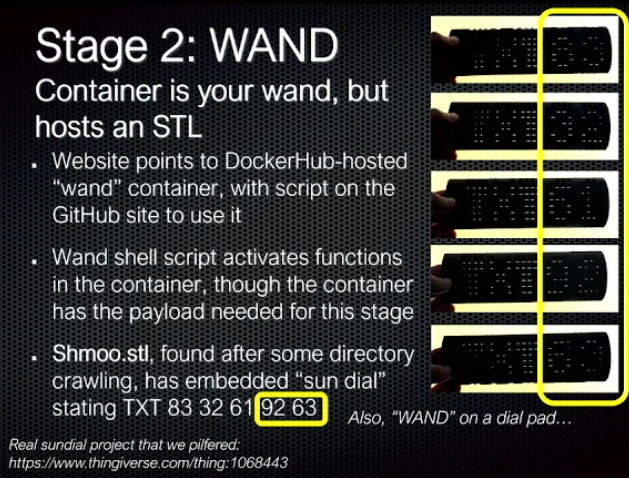 Stage 2: WAND
Container is your wand, but
hosts an STL
▪ Website points to DockerHub-hosted
“wand” container, with script on the
GitHub site to use it
▪ Wand shell script activates functions
in the container, though the container
has the payload needed for this stage
▪ Shmoo.stl, found after some directory
crawling, has embedded “sun dial”
stating TXT 83 32 61 92 63
Also, “WAND” on a dial pad…
Real sundial project that we pilfered:
https://www.thingiverse.com/thing:1068443